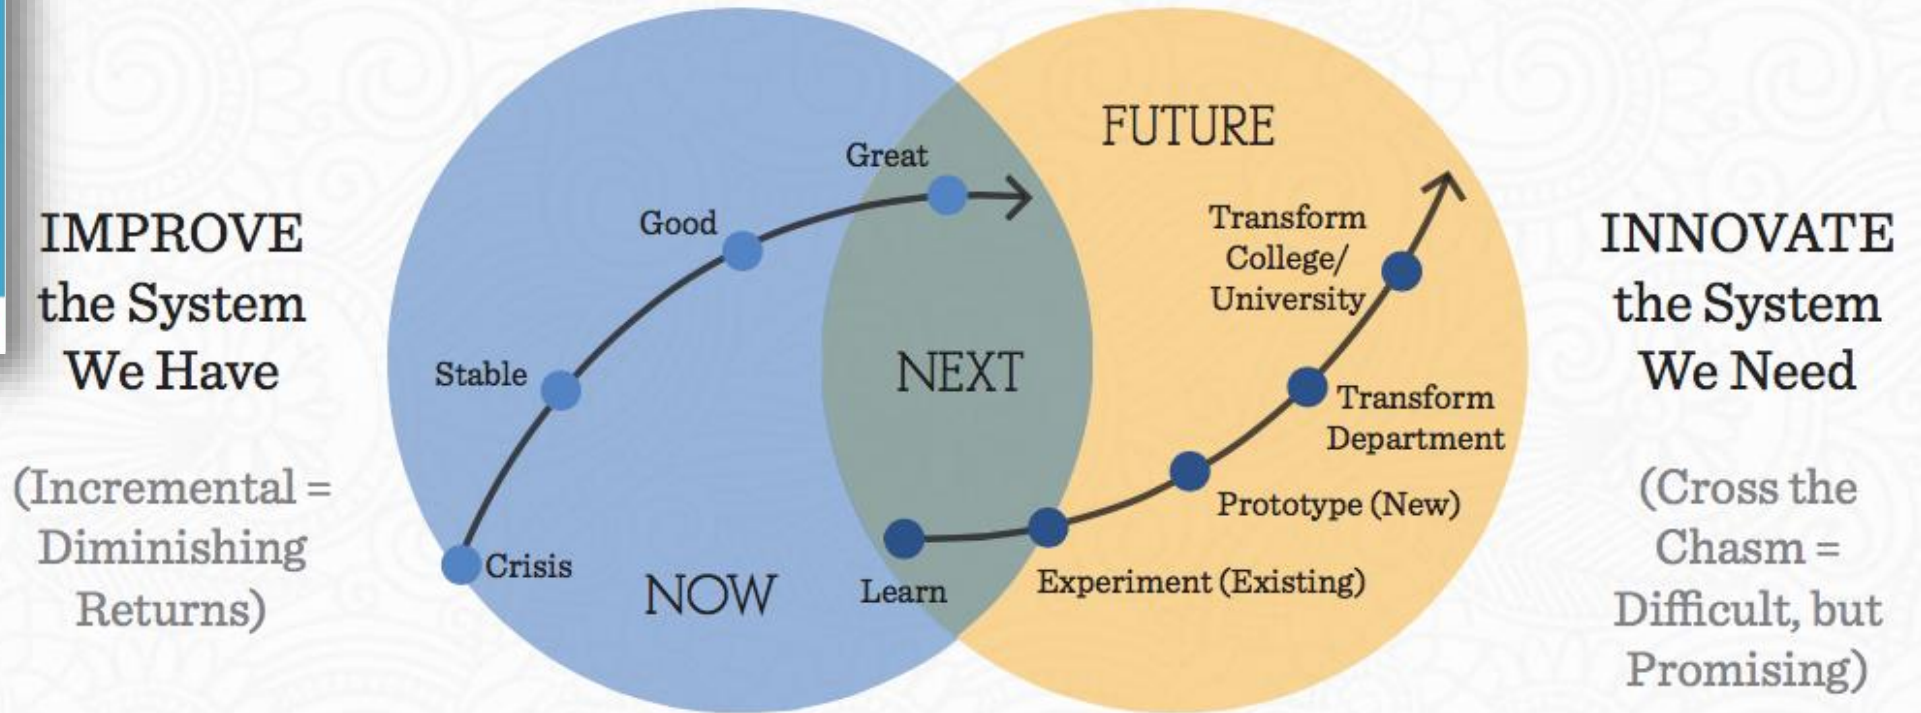 IMPROVE
the System
We Have
(Incremental =
Diminishing
Returns)
Great
Good
Stable
Crisis
NOW
NEXT
FUTURE
Learn
Experiment (Existing)
Prototype (New)
Transform
Department
Transform
College/
University
INNOVATE
the System
We Need
(Cross the
Chasm =
Difficult, but
Promising)